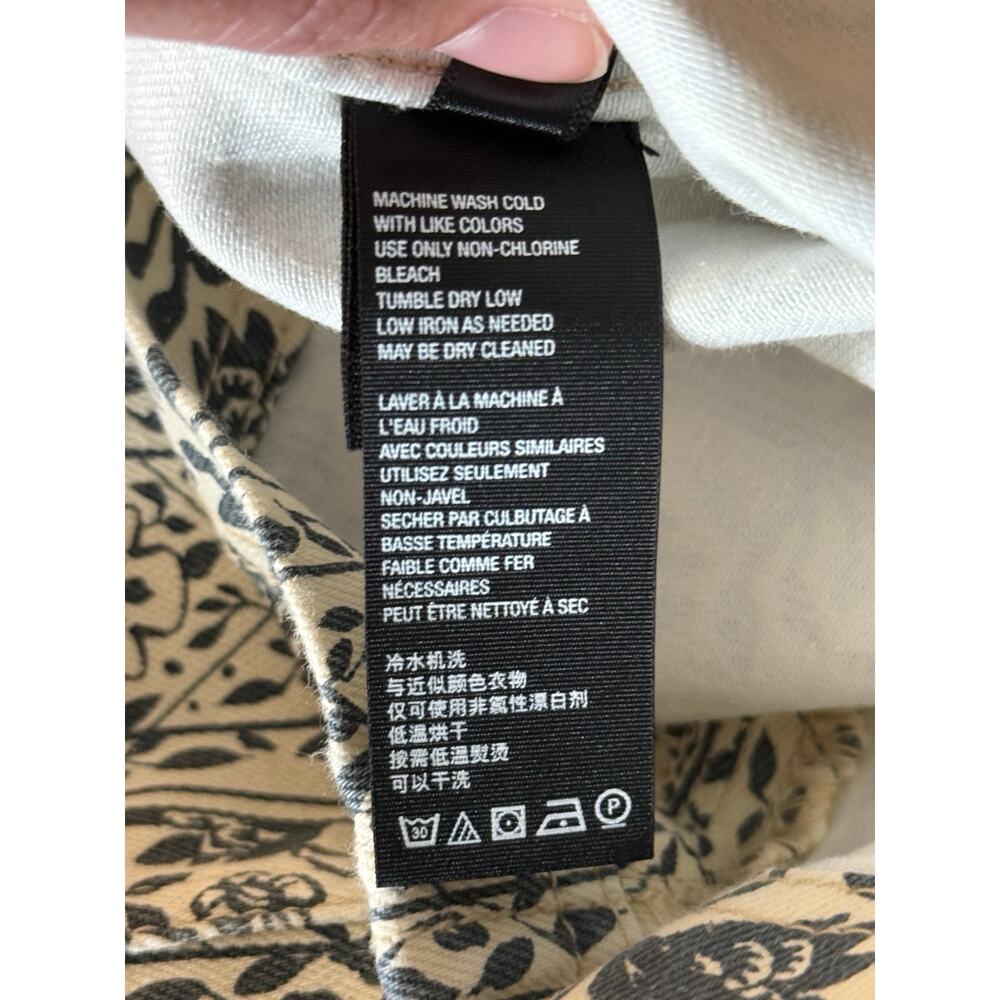 MACHINE WASH COLD
WITH LIKE COLORS
USE ONLY NON-CHLORINE
BLEACH
TUMBLE DRY LOW
LOW IRON AS NEEDED
MAY BE DRY CLEANED
LAVER À LA MACHINE À
L'EAU FROID
AVEC COULEURS SIMILAIRES
UTILISEZ SEULEMENT
NON-JAVEL
SECHER PAR CULBUTAGE À
BASSE TEMPÉRATURE
FAIBLE COMME FER
NÉCESSAIRES
PEUT ÊTRE NETTOYÉ À SEC
冷水机洗
与近似颜色衣物
仅可使用非氯性漂白剂
低温烘干
按需低温熨烫
可以干洗
30 P